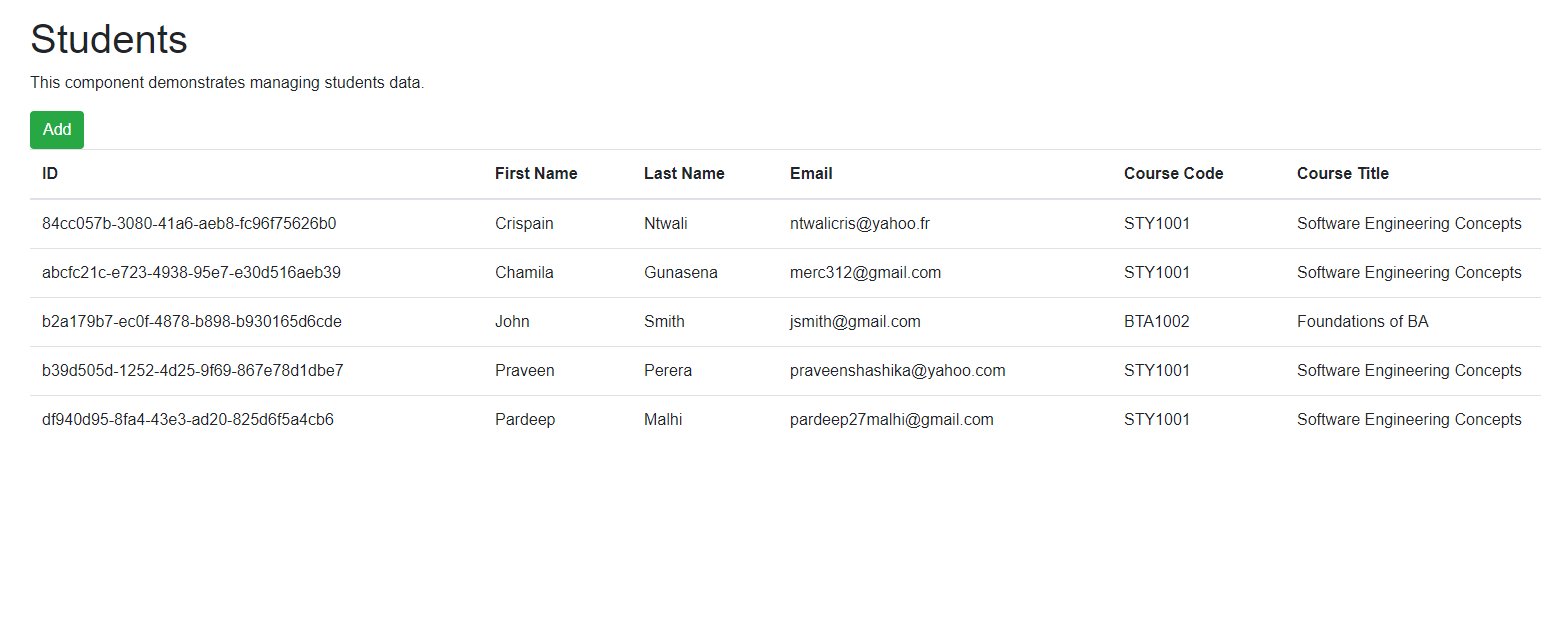 Students
This component demonstrates managing students data.
Add
ID First Name Last Name Email Course Code Course Title
84cc057b-3080-41a6-aeb8-fc96f75626b0 Crispain Ntwali ntwalicris@yahoo.fr STY1001 Software Engineering Concepts
abcfc21c-e723-4938-95e7-e30d516aeb39 Chamila Gunasena merc312@gmail.com STY1001 Software Engineering Concepts
b2a179b7-ec0f-4878-b898-b930165d6cde John Smith jsmith@gmail.com BTA1002 Foundations of BA
b39d505d-1252-4d25-9f69-867e78d1dbe7 Praveen Perera praveenshashika@yahoo.com STY1001 Software Engineering Concepts
df940d95-8fa4-43e3-ad20-825d6f5a4cb6 Pardeep Malhi pardeep27malhi@gmail.com STY1001 Software Engineering Concepts